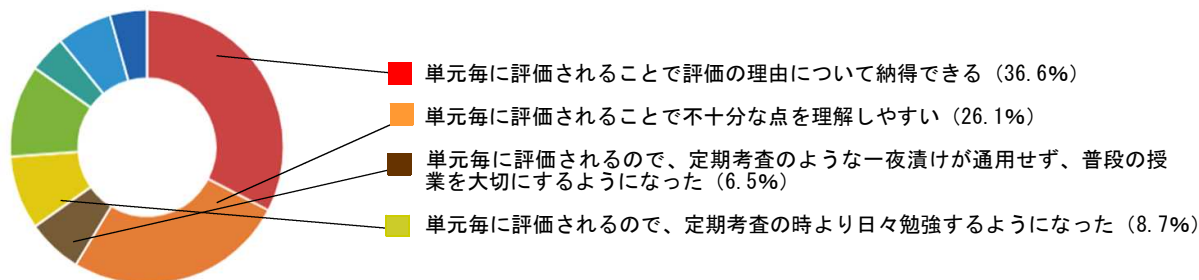 単元毎に評価されることで評価の理由について納得できる（36.6%）
単元毎に評価されることで不十分な点を理解しやすい（26.1%）
単元毎に評価されるので、定期考査のような一夜漬けが通用せず、普段の授
業を大切にするようになった（6.5%）
単元毎に評価されるので、定期考査の時より日々勉強するようになった（8.7%）